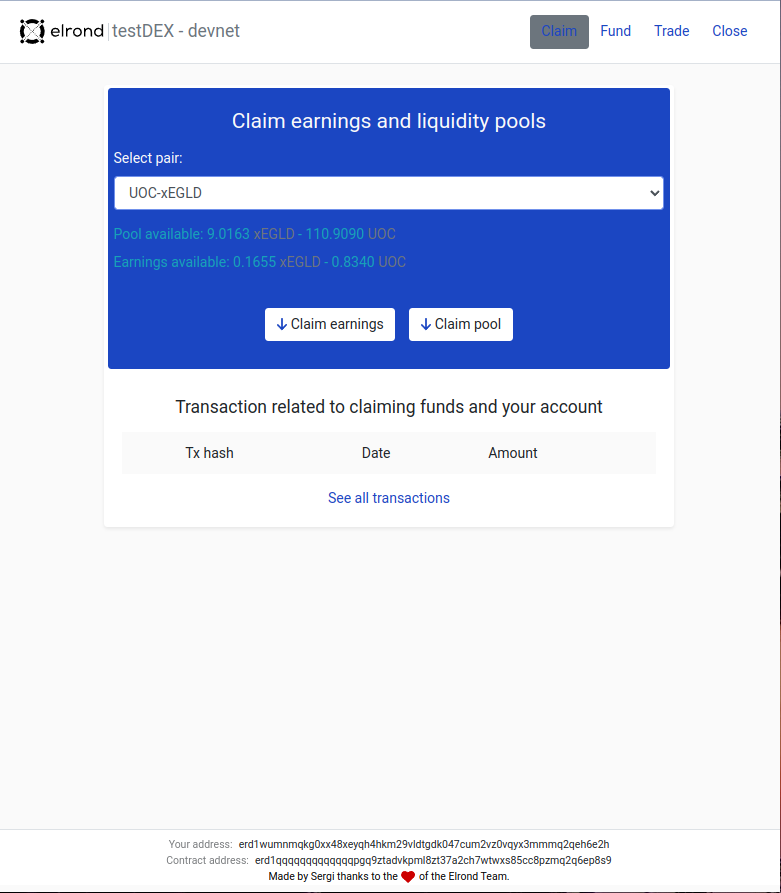 elrond testDEX - devnet Claim Fund Trade Close
Claim earnings and liquidity pools
Select pair:
UOC-xEGLD
Pool available: 9.0163 xEGLD - 110.9090 UOC
Earnings available: 0.1655 xEGLD - 0.8340 UOC
Claim earnings Claim pool
Transaction related to claiming funds and your account
Tx hash Date Amount
See all transactions
Your address: erd1wumnmqkg0xx48xeyqh4hkm29vldtgdk047cum2vz0vqyx3mmmq2qeh6e2h
Contract address: erd1qqqqqqqqqqqqqpgq9ztadvkpml8zt37a2ch7wtwxs85cc8pzmq2q6ep8s9
Made by Sergi thanks to the ❤ of the Elrond Team.